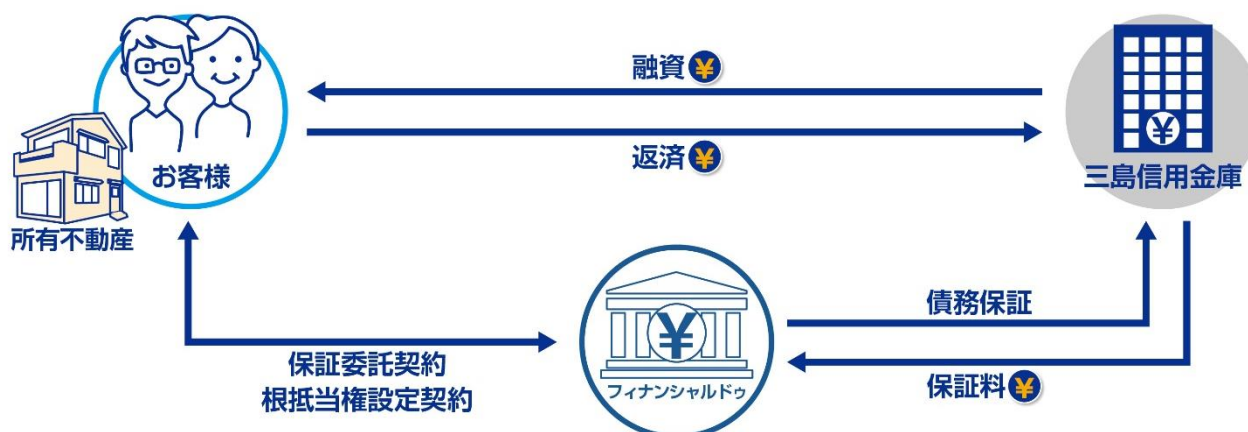 融資¥
返済¥
お客様
所有不動産
¥
三島信用金庫
保証委託契約
根抵当権設定契約
¥
フィナンシャルドゥ
債務保証
保証料¥